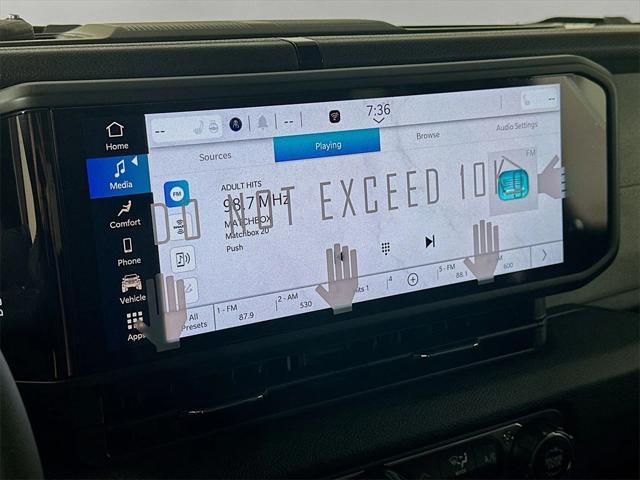 7:36
--
--
--
Home
Media
Comfort
Phone
Vehicle
Apps
Sources
Playing
Browse
Audio Settings
FM
ADULT HITS
98.7 MHz
MATCHBOX
Matchbox 20
Push
FM
DO NOT EXCEED 10K
All Presets
1 - FM
87.9
2 - AM
530
4
5 - FM
88.1
600